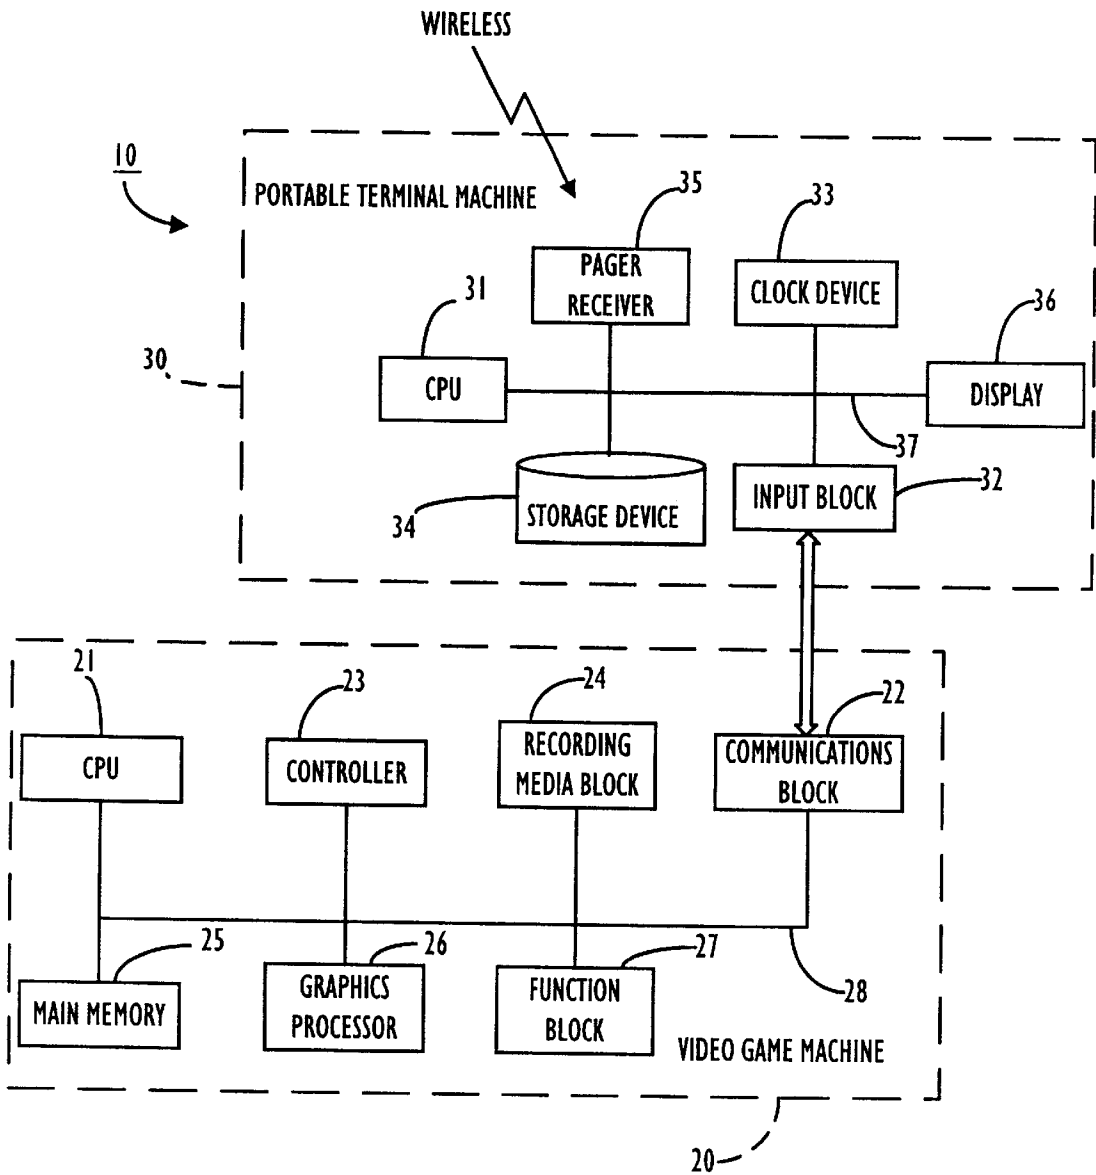 WIRELESS
10
PORTABLE TERMINAL MACHINE
35
33
PAGER
RECEIVER
CLOCK DEVICE
31
36
30
CPU
DISPLAY
37
INPUT BLOCK
32
34
STORAGE DEVICE
21
23
24
22
CPU
CONTROLLER
RECORDING
MEDIA BLOCK
COMMUNICATIONS
BLOCK
25
26
27
28
MAIN MEMORY
GRAPHICS
PROCESSOR
FUNCTION
BLOCK
VIDEO GAME MACHINE
20